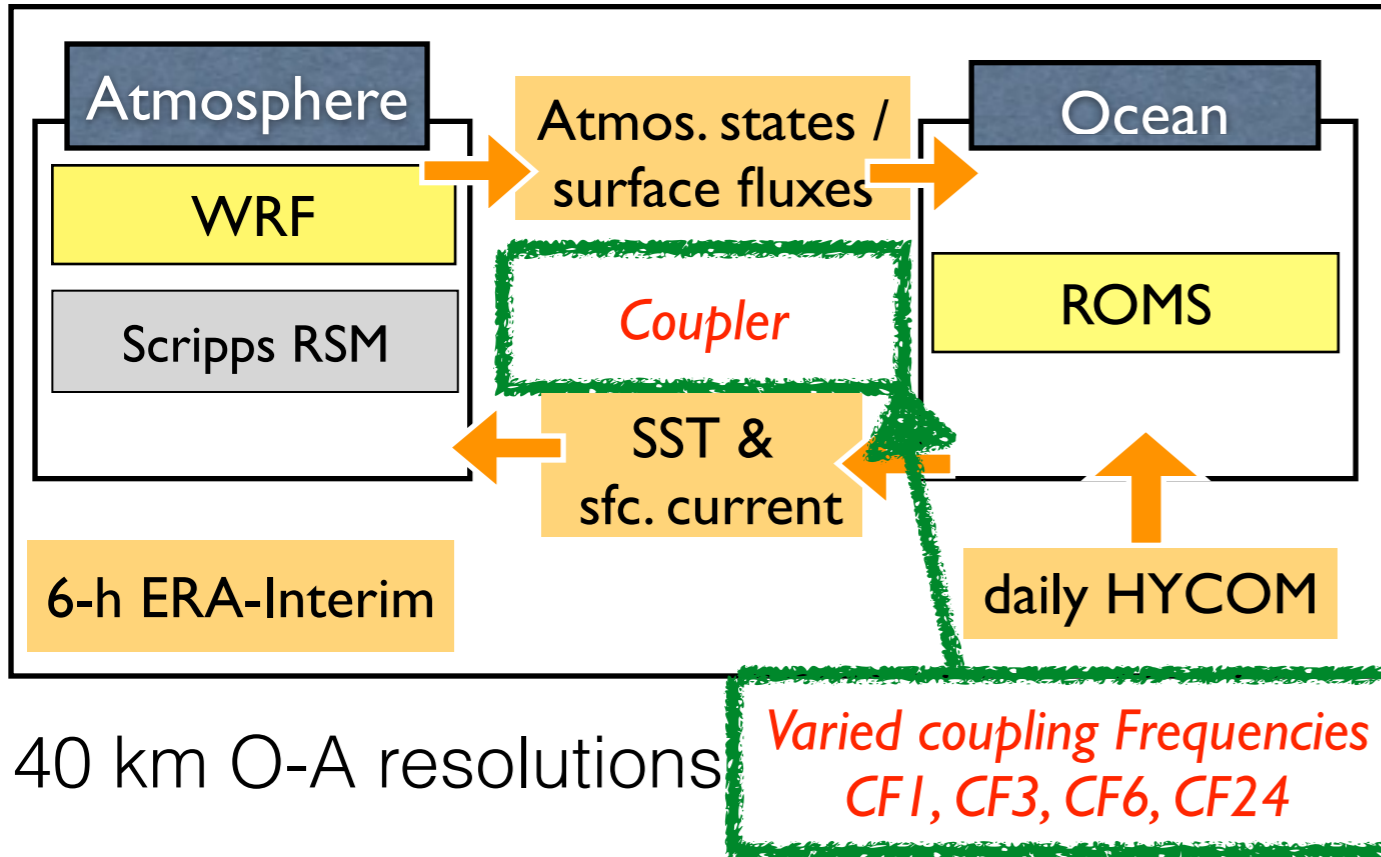 Atmosphere
WRF
Scripps RSM
Atmos. states /
surface fluxes
Coupler
SST &
sfc. current
Ocean
ROMS
6-h ERA-Interim
daily HYCOM
40 km O-A resolutions
Varied coupling Frequencies
CF1, CF3, CF6, CF24